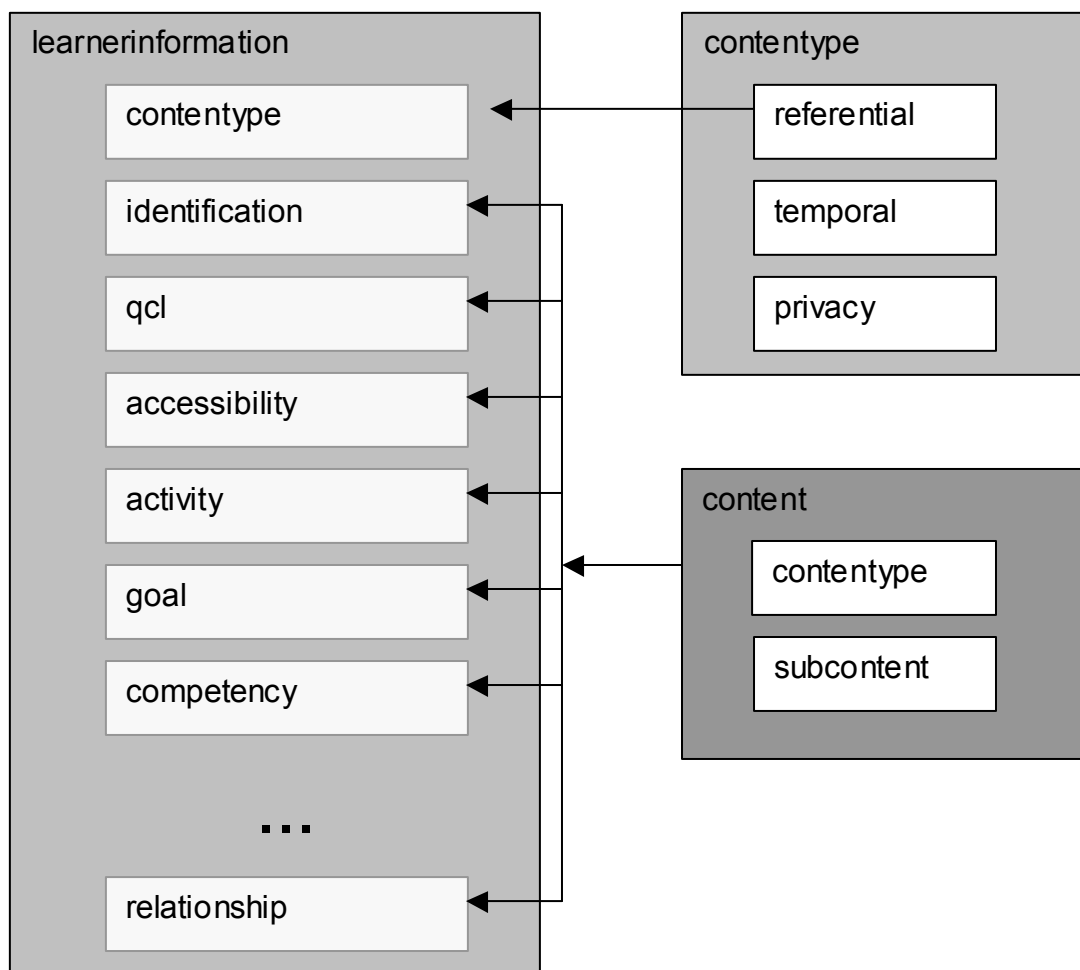 learnerinformation
contentype
identification
qcl
accessibility
activity
goal
competency
...
relationship
contentype
referential
temporal
privacy
content
contentype
subcontent